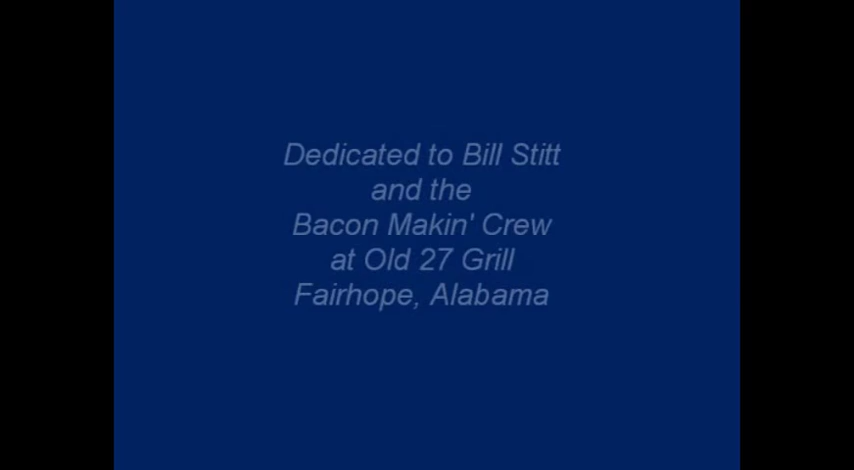 Dedicated to Bill Stitt
and the
Bacon Makin' Crew
at Old 27 Grill
Fairhope, Alabama